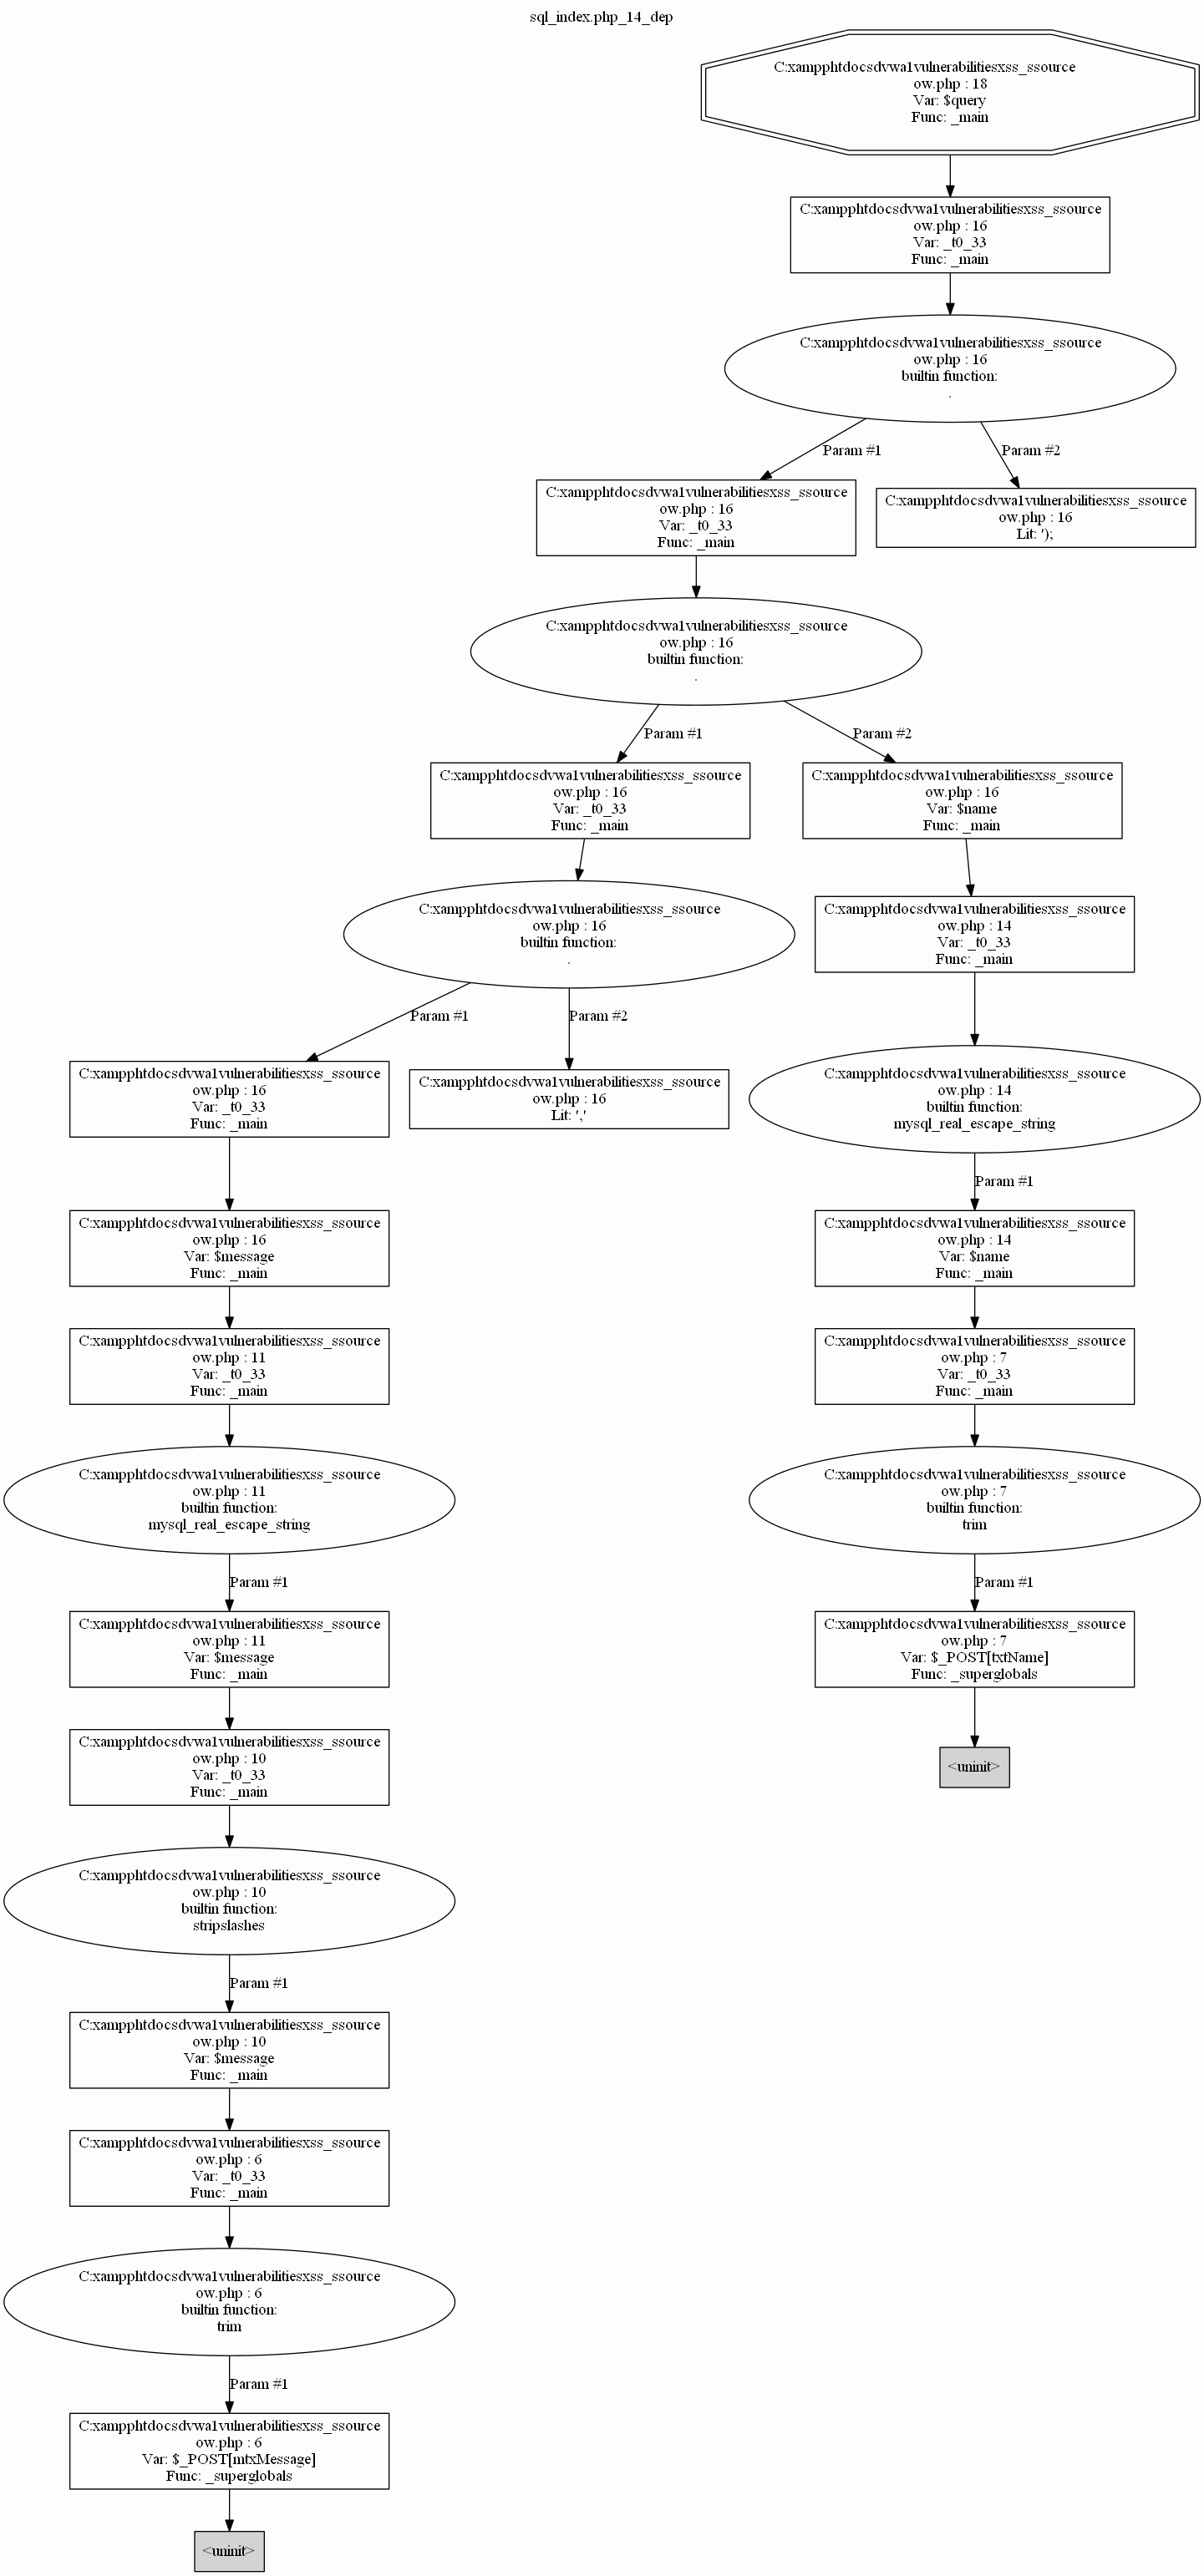 sql_index.php_14_dep
C:xampphtdocsdvwa1vulnerabilitiesxss_ssource
ow.php : 18
Var: $query
Func: _main
C:xampphtdocsdvwa1vulnerabilitiesxss_ssource
ow.php : 16
Var: _t0_33
Func: _main
C:xampphtdocsdvwa1vulnerabilitiesxss_ssource
ow.php : 16
builtin function:
.
Param #1
Param #2
C:xampphtdocsdvwa1vulnerabilitiesxss_ssource
ow.php : 16
Var: _t0_33
Func: _main
C:xampphtdocsdvwa1vulnerabilitiesxss_ssource
ow.php : 16
Lit: ');
C:xampphtdocsdvwa1vulnerabilitiesxss_ssource
ow.php : 16
builtin function:
.
Param #1
Param #2
C:xampphtdocsdvwa1vulnerabilitiesxss_ssource
ow.php : 16
Var: _t0_33
Func: _main
C:xampphtdocsdvwa1vulnerabilitiesxss_ssource
ow.php : 16
Var: $name
Func: _main
C:xampphtdocsdvwa1vulnerabilitiesxss_ssource
ow.php : 16
builtin function:
.
C:xampphtdocsdvwa1vulnerabilitiesxss_ssource
ow.php : 14
Var: _t0_33
Func: _main
Param #1
Param #2
C:xampphtdocsdvwa1vulnerabilitiesxss_ssource
ow.php : 16
Var: _t0_33
Func: _main
C:xampphtdocsdvwa1vulnerabilitiesxss_ssource
ow.php : 16
Lit: ','
C:xampphtdocsdvwa1vulnerabilitiesxss_ssource
ow.php : 14
builtin function:
mysql_real_escape_string
Param #1
C:xampphtdocsdvwa1vulnerabilitiesxss_ssource
ow.php : 16
Var: $message
Func: _main
C:xampphtdocsdvwa1vulnerabilitiesxss_ssource
ow.php : 14
Var: $name
Func: _main
C:xampphtdocsdvwa1vulnerabilitiesxss_ssource
ow.php : 11
Var: _t0_33
Func: _main
C:xampphtdocsdvwa1vulnerabilitiesxss_ssource
ow.php : 7
Var: _t0_33
Func: _main
C:xampphtdocsdvwa1vulnerabilitiesxss_ssource
ow.php : 11
builtin function:
mysql_real_escape_string
C:xampphtdocsdvwa1vulnerabilitiesxss_ssource
ow.php : 7
builtin function:
trim
Param #1
Param #1
C:xampphtdocsdvwa1vulnerabilitiesxss_ssource
ow.php : 11
Var: $message
Func: _main
C:xampphtdocsdvwa1vulnerabilitiesxss_ssource
ow.php : 7
Var: $_POST[txtName]
Func: _superglobals
C:xampphtdocsdvwa1vulnerabilitiesxss_ssource
ow.php : 10
Var: _t0_33
Func: _main
<uninit>
C:xampphtdocsdvwa1vulnerabilitiesxss_ssource
ow.php : 10
builtin function:
stripslashes
Param #1
C:xampphtdocsdvwa1vulnerabilitiesxss_ssource
ow.php : 10
Var: $message
Func: _main
C:xampphtdocsdvwa1vulnerabilitiesxss_ssource
ow.php : 6
Var: _t0_33
Func: _main
C:xampphtdocsdvwa1vulnerabilitiesxss_ssource
ow.php : 6
builtin function:
trim
Param #1
C:xampphtdocsdvwa1vulnerabilitiesxss_ssource
ow.php : 6
Var: $_POST[mtxMessage]
Func: _superglobals
<uninit>